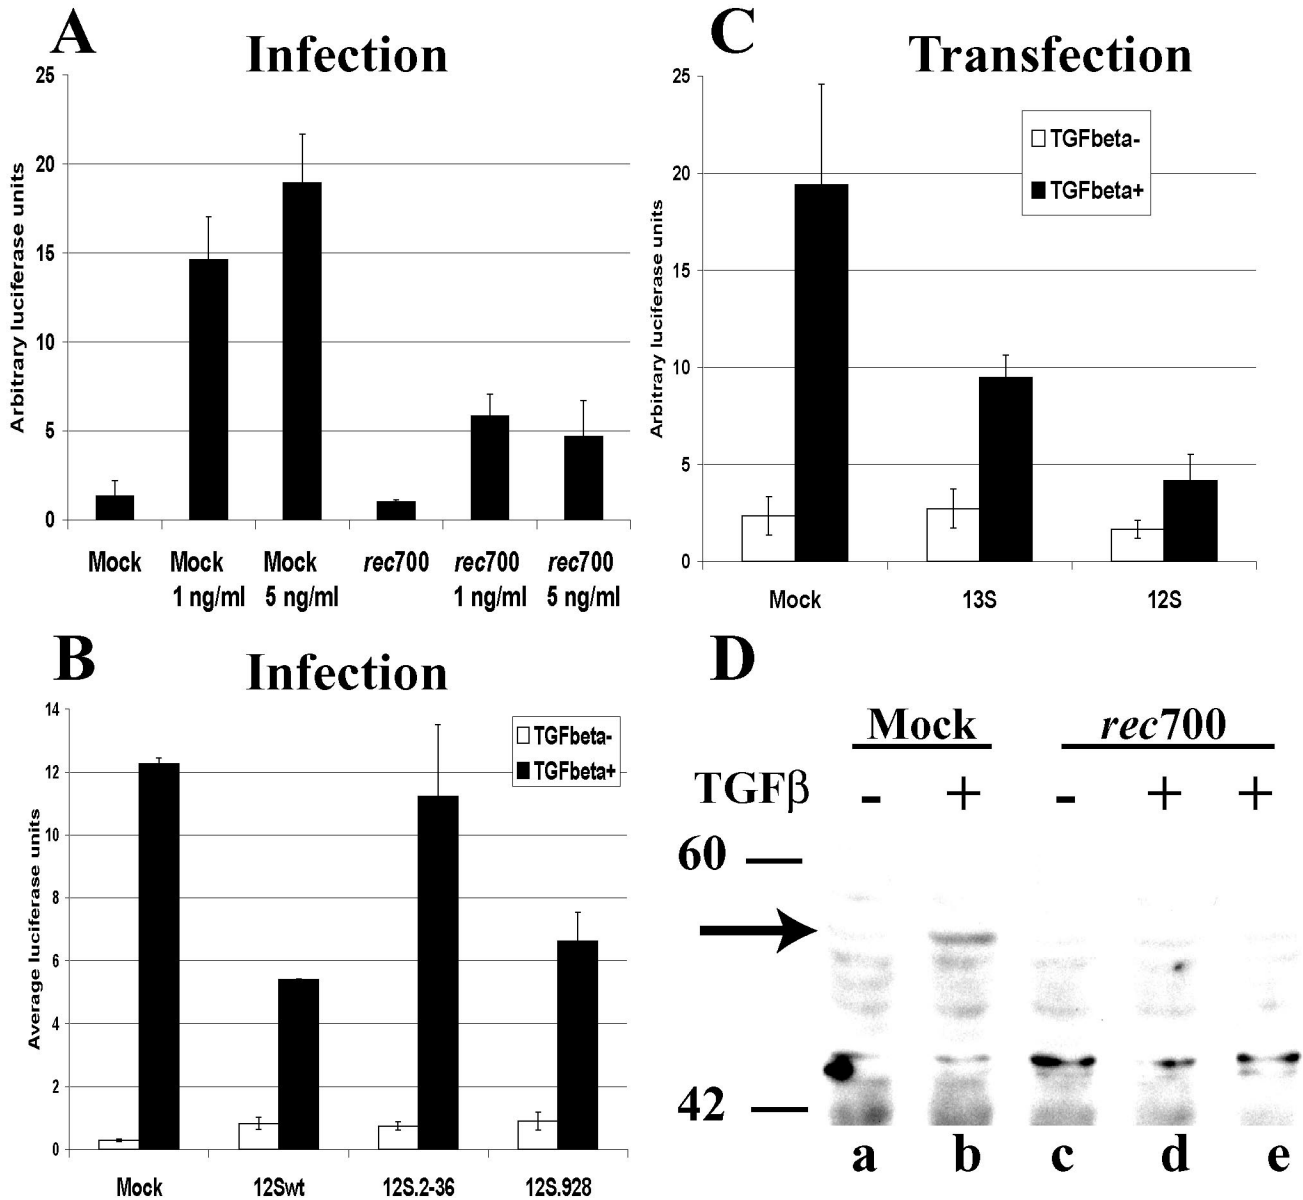 A
Infection
Arbitrary luciferase units
25
20
15
10
5
0
Mock
Mock 1 ng/ml
Mock 5 ng/ml
rec700
rec700 1 ng/ml
rec700 5 ng/ml
C
Transfection
Arbitrary luciferase units
25
20
15
10
5
0
TGFbeta-
TGFbeta+
Mock
13S
12S
B
Infection
Average luciferase units
14
12
10
8
6
4
2
0
TGFbeta-
TGFbeta+
Mock
12Swt
12S.2-36
12S.928
D
Mock
rec700
TGFβ - + - + +
60
42
a b c d e